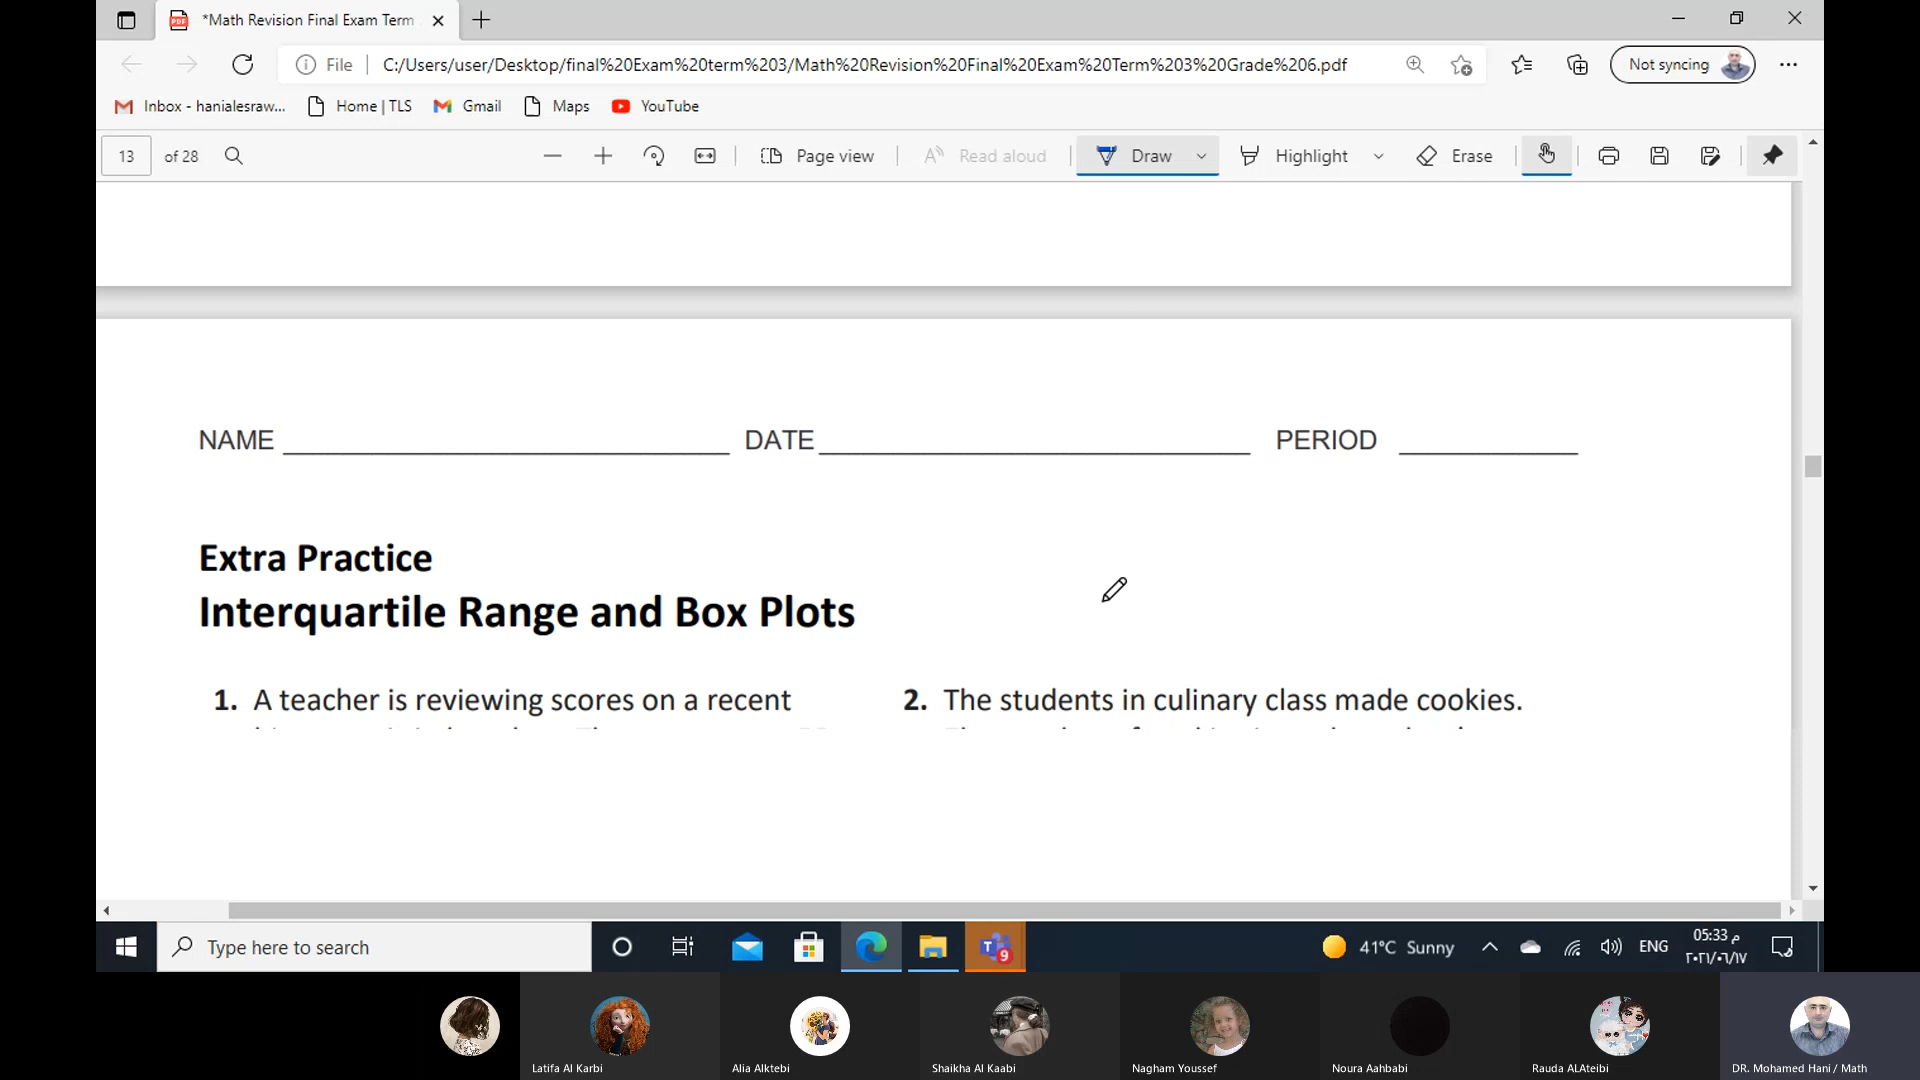 *Math Revision Final Exam Term
File
C:/Users/user/Desktop/final%20Exam%20term%203/Math%20Revision%20Final%20Exam%20Term%203%20Grade%206.pdf
Not syncing
Inbox - hanialesraw...
Home | TLS
Gmail
Maps
YouTube
13 of 28
Page view
Read aloud
Draw
Highlight
Erase
NAME
DATE
PERIOD
Extra Practice
Interquartile Range and Box Plots
1. A teacher is reviewing scores on a recent
2. The students in culinary class made cookies.
Type here to search
9
41°C Sunny
ENG
05:33 م
٢٠٢١/٠٦/١٧
Latifa Al Karbi
Alia Alktebi
Shaikha Al Kaabi
Nagham Youssef
Noura Aahbabi
Rauda ALAteibi
DR. Mohamed Hani / Math